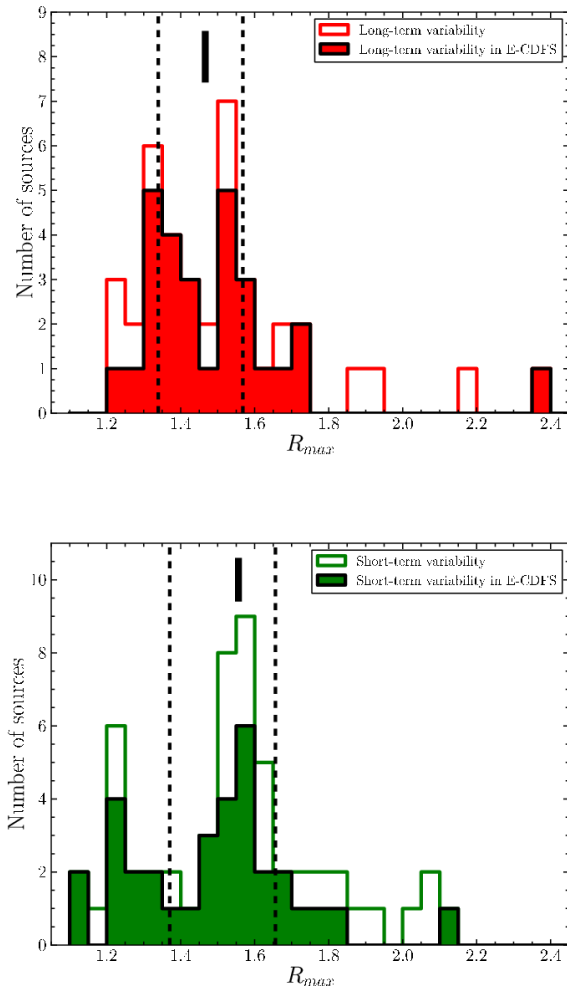 9
8
7
6
5
4
3
2
1
0
Number of sources
Long-term variability
Long-term variability in E-CDFS
1.2 1.4 1.6 1.8 2.0 2.2 2.4
R_max
10
8
6
4
2
0
Number of sources
Short-term variability
Short-term variability in E-CDFS
1.2 1.4 1.6 1.8 2.0 2.2 2.4
R_max